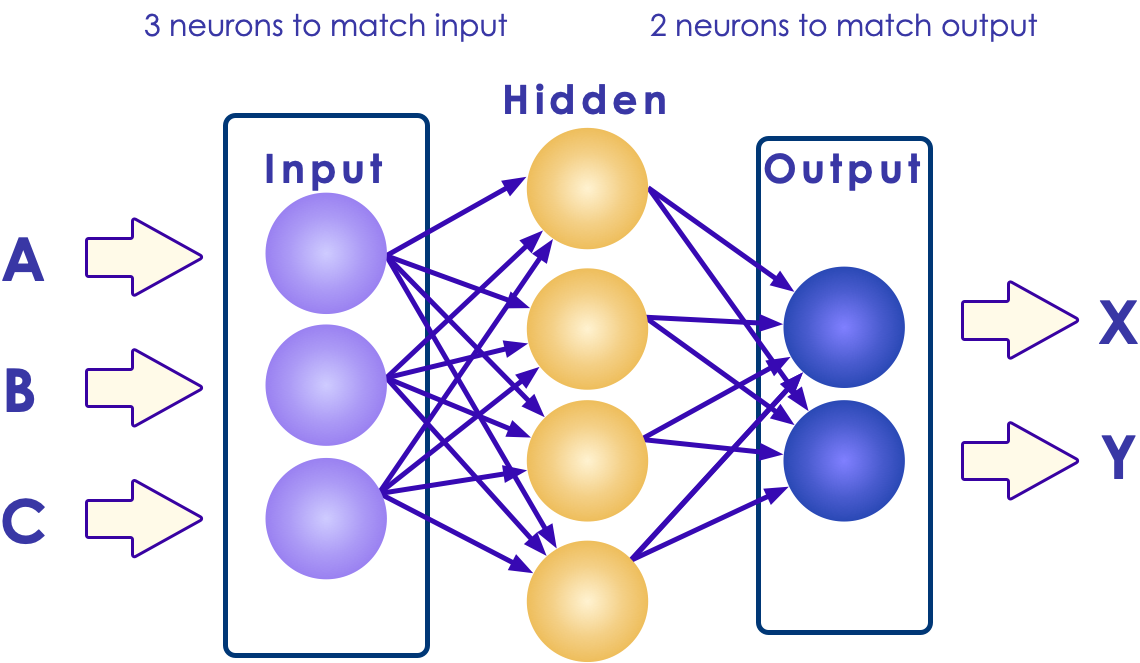 3 neurons to match input
2 neurons to match output
Hidden
Input
Output
A
B
C
X
Y